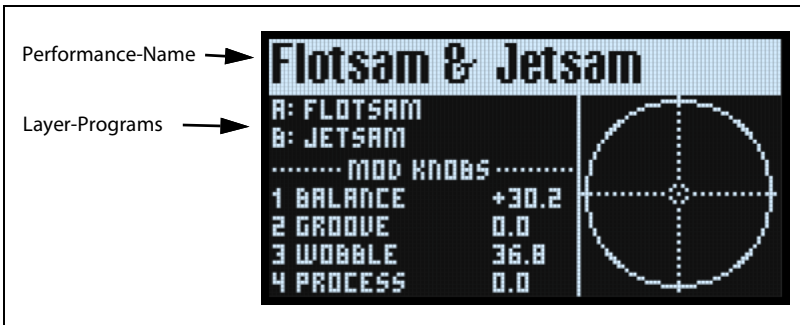 Performance-Name
Flotsam & Jetsam
Layer-Programs
A: FLOTSAM
B: JETSAM
········ MOD KNOBS ·········
1 BALANCE +30.2
2 GROOVE 0.0
3 WOBBLE 36.8
4 PROCESS 0.0